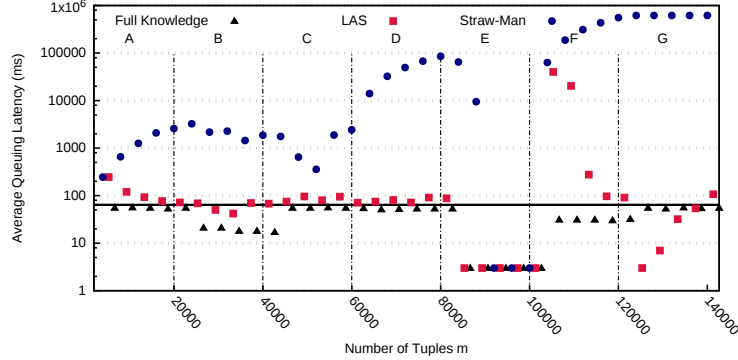 1x10^6
Full Knowledge LAS Straw-Man
A B C D E F G
100000
10000
1000
100
10
1
Average Queuing Latency (ms)
20000 40000 60000 80000 100000 120000 140000
Number of Tuples m